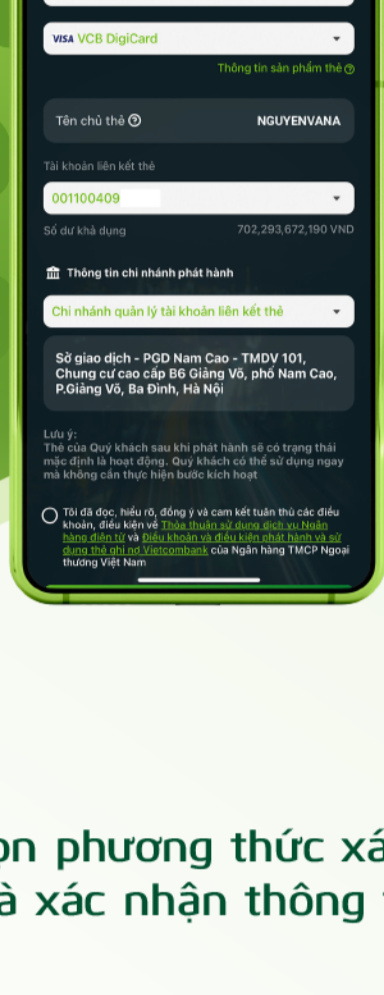 VISA VCB DigiCard
Thông tin sản phẩm thẻ
Tên chủ thẻ
NGUYENVANA
Tài khoản liên kết thẻ
001100409
Số dư khả dụng
702,293,672,190 VND
Thông tin chi nhánh phát hành
Chi nhánh quản lý tài khoản liên kết thẻ
Sở giao dịch - PGD Nam Cao - TMDV 101,
Chung cư cao cấp B6 Giảng Võ, phố Nam Cao,
P.Giảng Võ, Ba Đình, Hà Nội
Lưu ý:
Thẻ của Quý khách sau khi phát hành sẽ có trạng thái
mặc định là hoạt động. Quý khách có thể sử dụng ngay
mà không cần thực hiện bước kích hoạt
Tôi đã đọc, hiểu rõ, đồng ý và cam kết tuân thủ các điều
khoản, điều kiện về Thỏa thuận sử dụng dịch vụ Ngân
hàng điện tử và Điều khoản và điều kiện phát hành và sử
dụng thẻ ghi nợ Vietcombank của Ngân hàng TMCP Ngoại
thương Việt Nam
ọn phương thức xá
à xác nhận thông